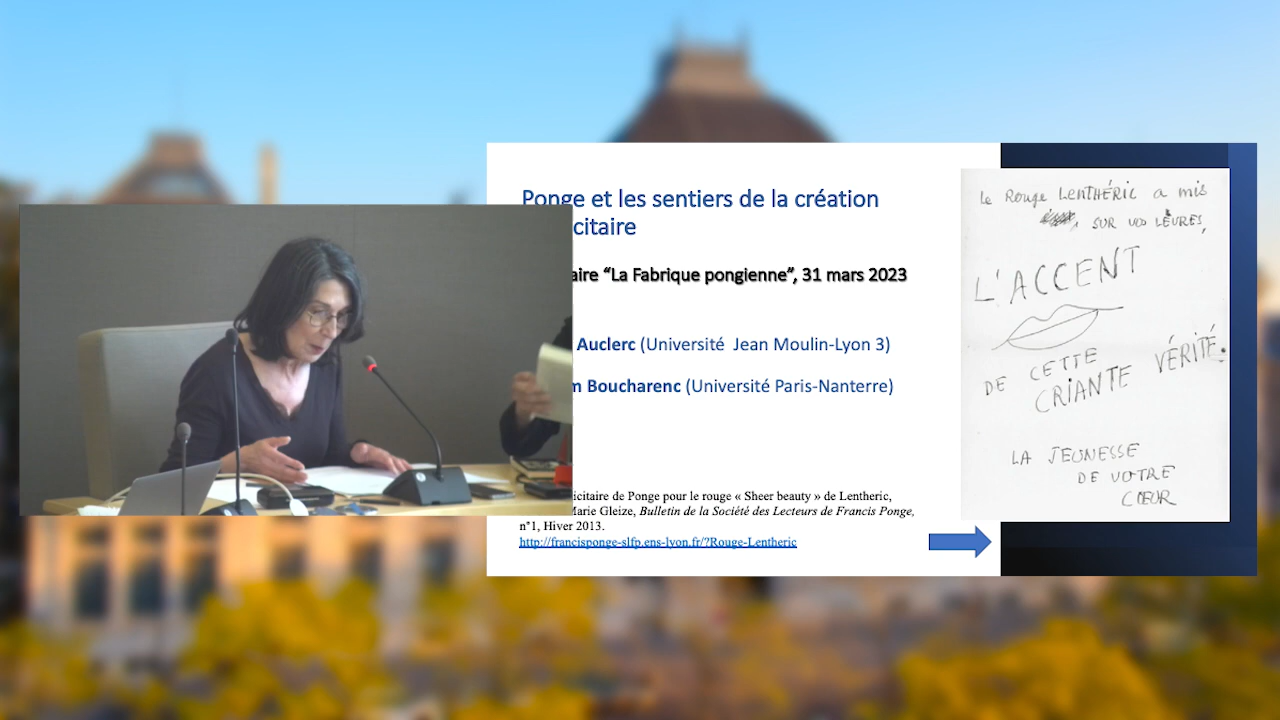 Ponge et les sentiers de la création
citaire
aire “La Fabrique pongienne”, 31 mars 2023
Auclerc (Université Jean Moulin-Lyon 3)
m Boucharenc (Université Paris-Nanterre)
icitaire de Ponge pour le rouge « Sheer beauty » de Lentheric,
Marie Gleize, Bulletin de la Société des Lecteurs de Francis Ponge,
n°1, Hiver 2013.
http://francisponge-slfp.ens-lyon.fr/?Rouge-Lentheric
Le Rouge LENTHÉRIC a mis
SUR VOS LÈVRES,
L'ACCENT
DE CETTE
CRIANTE VÉRITÉ:
LA JEUNESSE
DE VOTRE
CŒUR